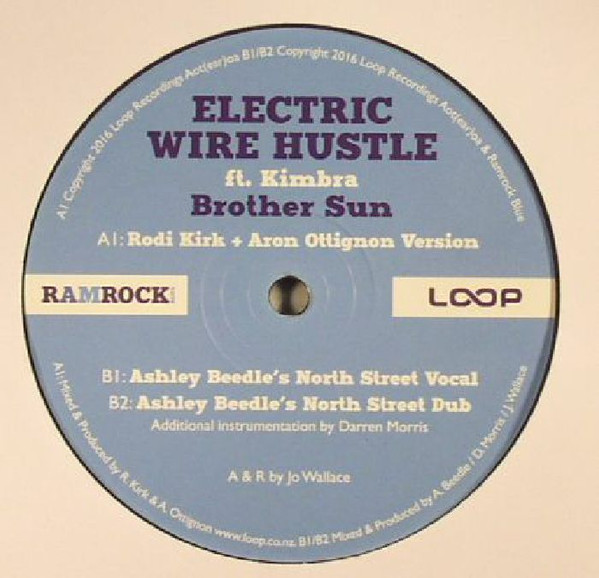 A1 Copyright 2016 Loop Recordings Aot(ear)oa B1/B2 Copyright 2016 Loop Recordings Aot(ear)oa & Ramrock Blue
ELECTRIC
WIRE HUSTLE
ft. Kimbra
Brother Sun
A1: Rodi Kirk + Aron Ottignon Version
RAMROCK
LOOP
B1: Ashley Beedle's North Street Vocal
B2: Ashley Beedle's North Street Dub
Additional instrumentation by Darren Morris
A & R by Jo Wallace
A1: Mixed & Produced by R. Kirk & A. Ottignon www.loop.co.nz. B1/B2 Mixed & Produced by A. Beedle / D. Morris / J. Wallace